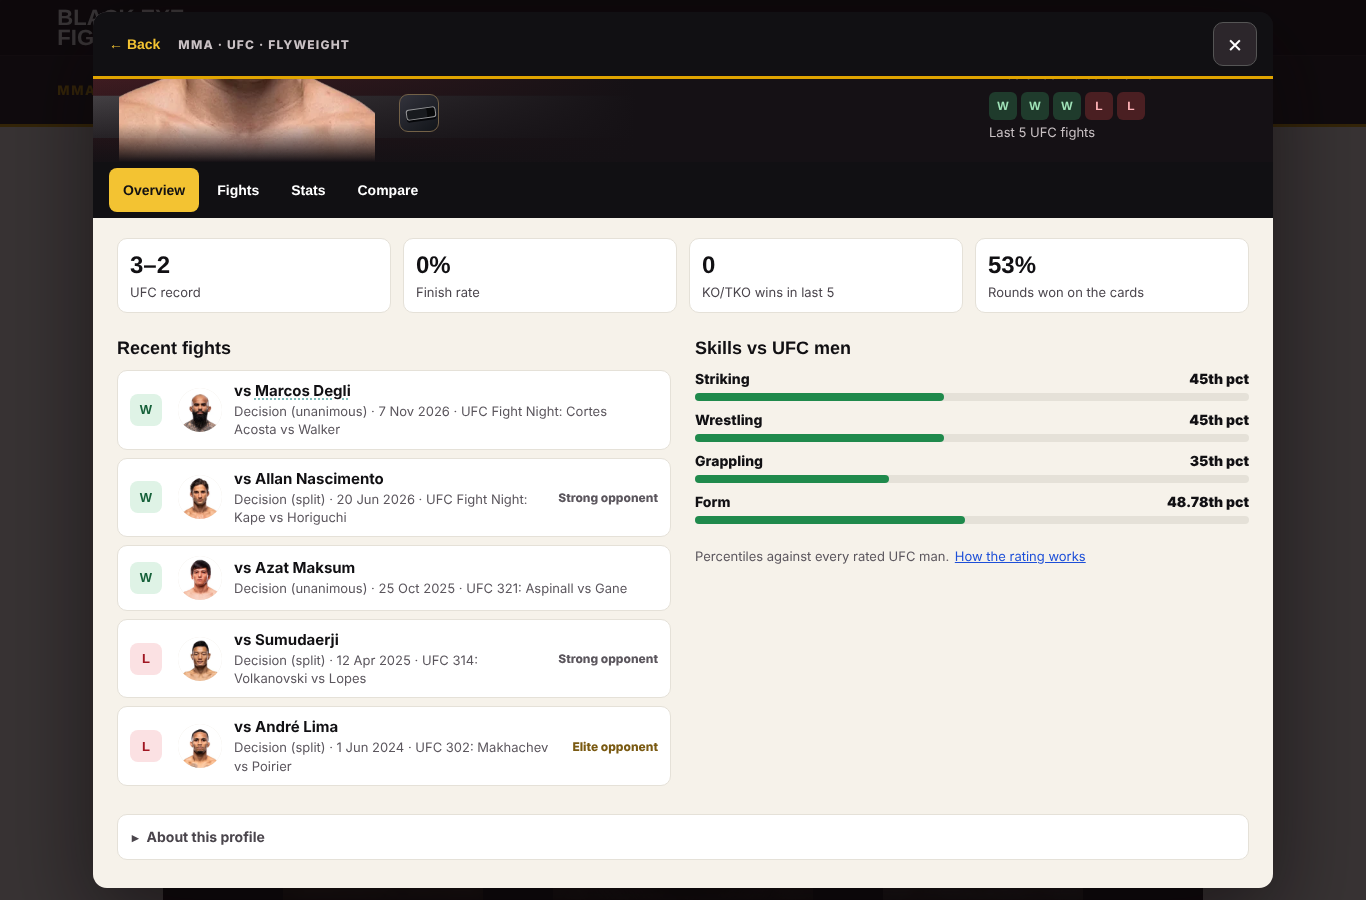 BLACK EYE
FIG
MMA
← Back
MMA · UFC · FLYWEIGHT
×
W W W L L
Last 5 UFC fights
Overview
Fights
Stats
Compare
3–2
UFC record
0%
Finish rate
0
KO/TKO wins in last 5
53%
Rounds won on the cards
Recent fights
W
vs Marcos Degli
Decision (unanimous) · 7 Nov 2026 · UFC Fight Night: Cortes
Acosta vs Walker
W
vs Allan Nascimento
Decision (split) · 20 Jun 2026 · UFC Fight Night:
Kape vs Horiguchi
Strong opponent
W
vs Azat Maksum
Decision (unanimous) · 25 Oct 2025 · UFC 321: Aspinall vs Gane
L
vs Sumudaerji
Decision (split) · 12 Apr 2025 · UFC 314:
Volkanovski vs Lopes
Strong opponent
L
vs André Lima
Decision (split) · 1 Jun 2024 · UFC 302: Makhachev
vs Poirier
Elite opponent
Skills vs UFC men
Striking 45th pct
Wrestling 45th pct
Grappling 35th pct
Form 48.78th pct
Percentiles against every rated UFC man. How the rating works
▸ About this profile